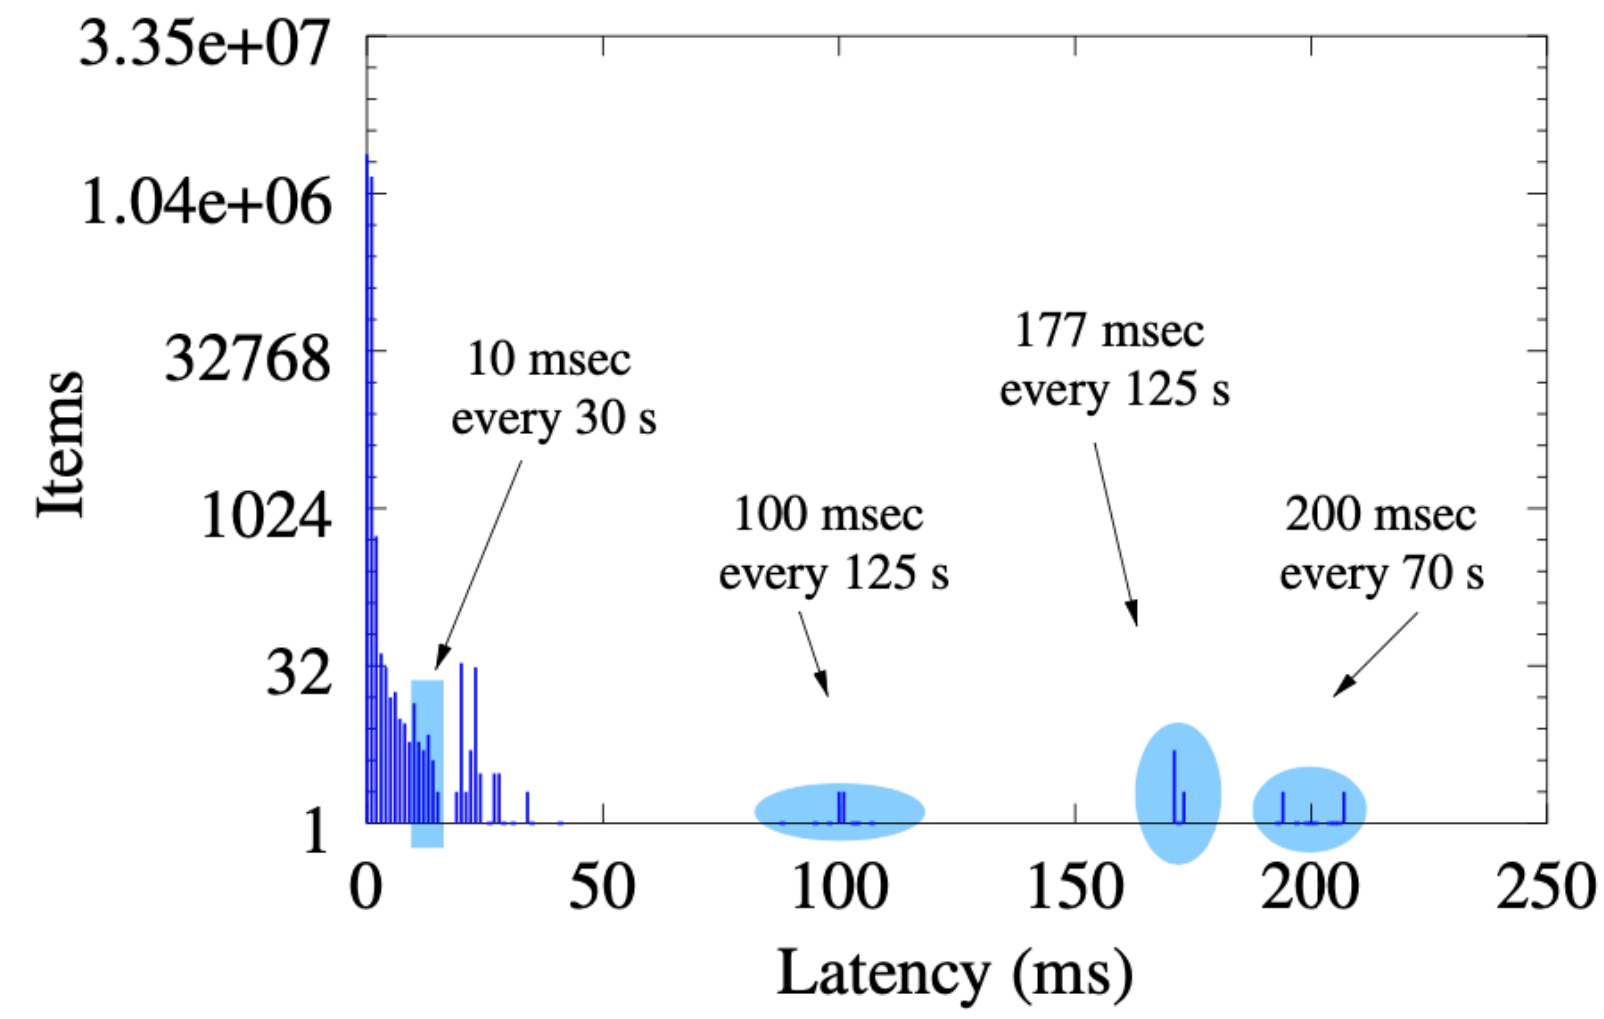 3.35e+07
1.04e+06
32768
1024
32
1
Items
10 msec
every 30 s
100 msec
every 125 s
177 msec
every 125 s
200 msec
every 70 s
0 50 100 150 200 250
Latency (ms)